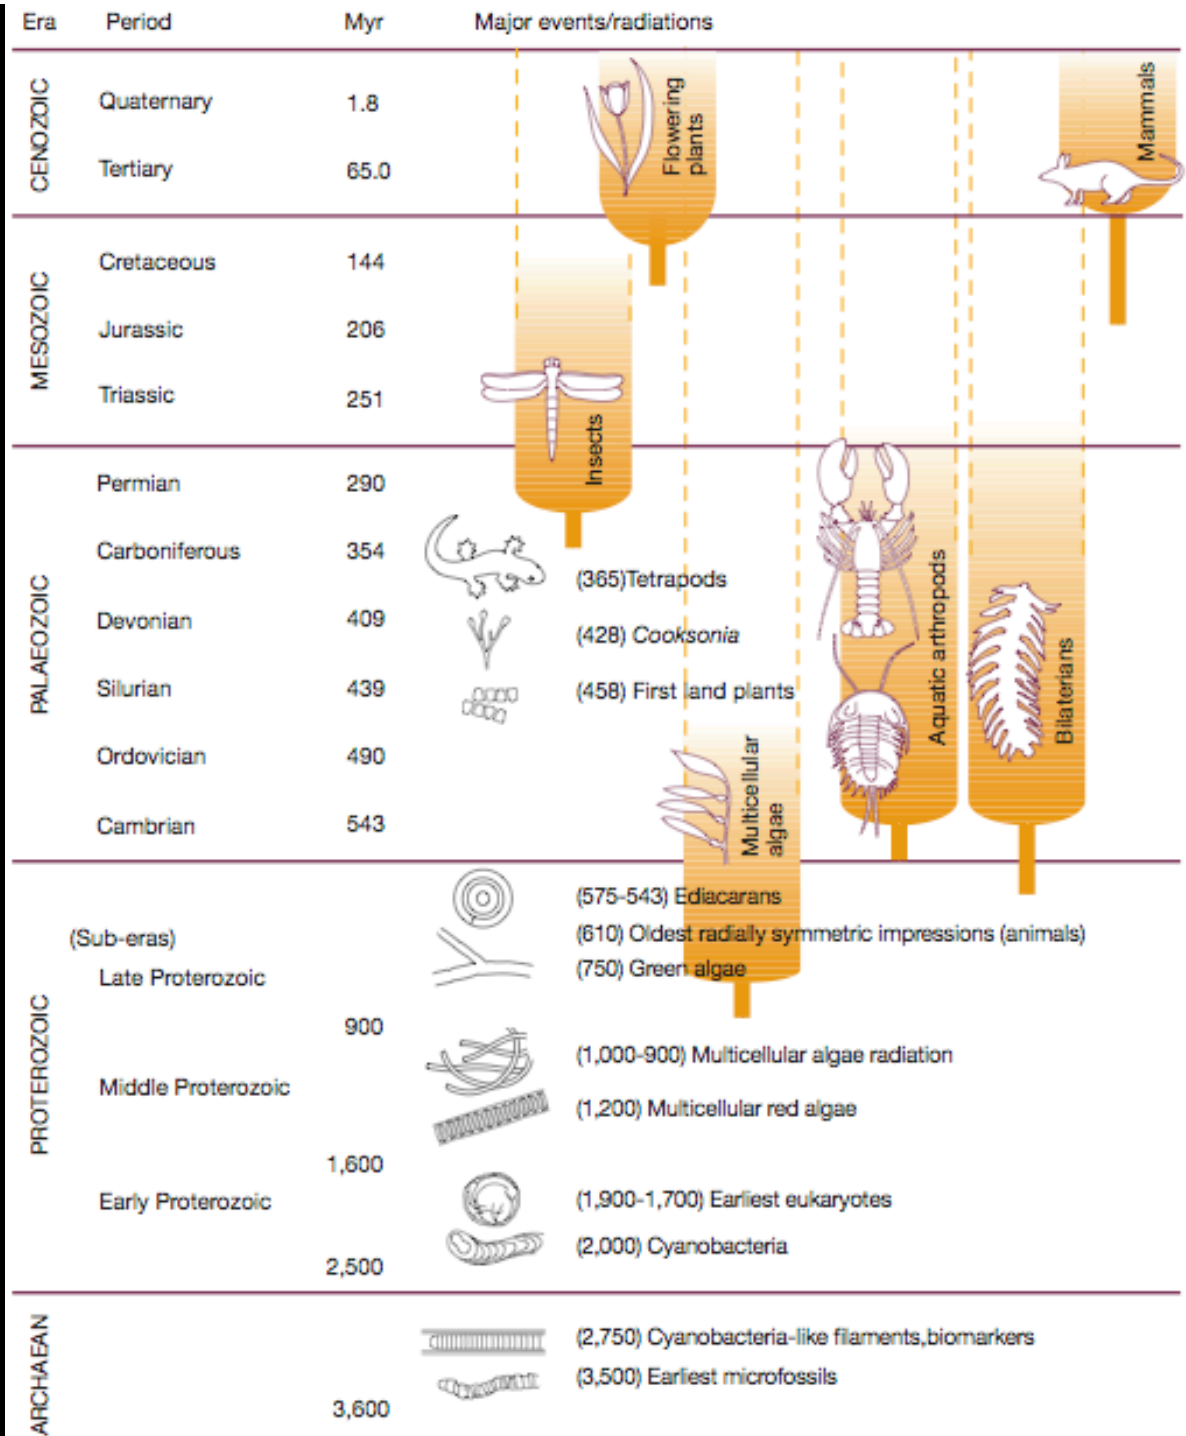 Era Period Myr Major events/radiations
CENOZOIC
Quaternary 1.8
Tertiary 65.0
Flowering
plants
Mammals
MESOZOIC
Cretaceous 144
Jurassic 206
Triassic 251
Insects
PALAEOZOIC
Permian 290
Carboniferous 354
(365)Tetrapods
Devonian 409
(428) Cooksonia
Silurian 439
(458) First land plants
Ordovician 490
Cambrian 543
Multicellular
algae
Aquatic arthropods
Bilaterians
PROTEROZOIC
(575-543) Ediacarans
(Sub-eras)
(610) Oldest radially symmetric impressions (animals)
Late Proterozoic
(750) Green algae
900
(1,000-900) Multicellular algae radiation
Middle Proterozoic
(1,200) Multicellular red algae
1,600
Early Proterozoic
(1,900-1,700) Earliest eukaryotes
(2,000) Cyanobacteria
2,500
ARCHAEAN
(2,750) Cyanobacteria-like filaments,biomarkers
(3,500) Earliest microfossils
3,600